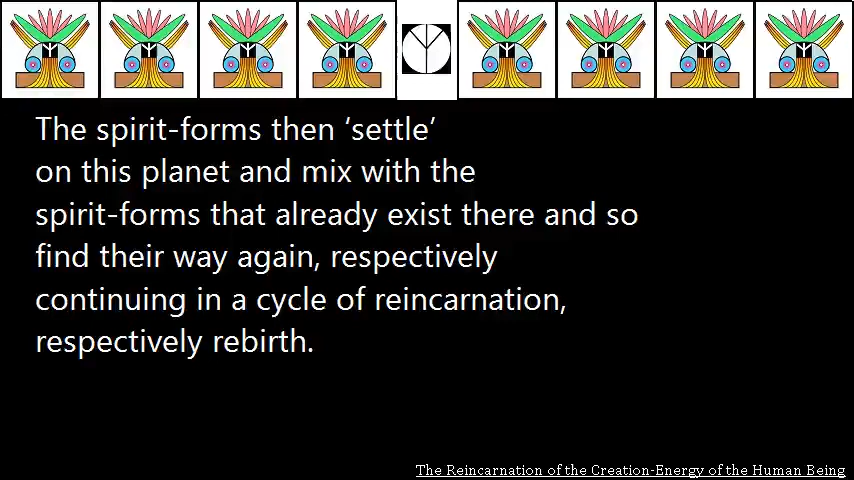 The spirit-forms then ‘settle’
on this planet and mix with the
spirit-forms that already exist there and so
find their way again, respectively
continuing in a cycle of reincarnation,
respectively rebirth.
The Reincarnation of the Creation-Energy of the Human Being